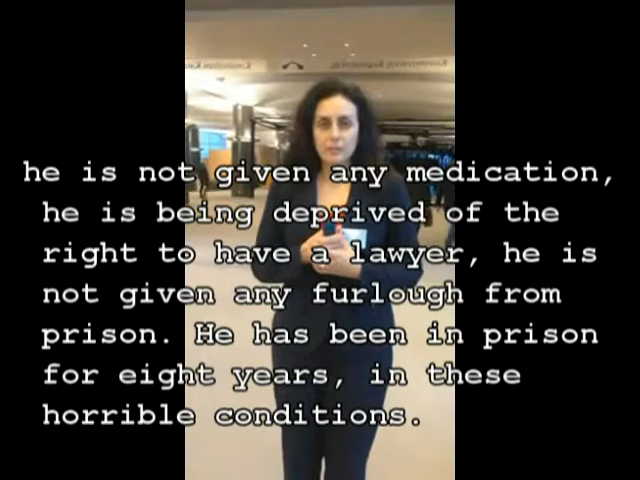 he is not given any medication,
he is being deprived of the
right to have a lawyer, he is
not given any furlough from
prison. He has been in prison
for eight years, in these
horrible conditions.